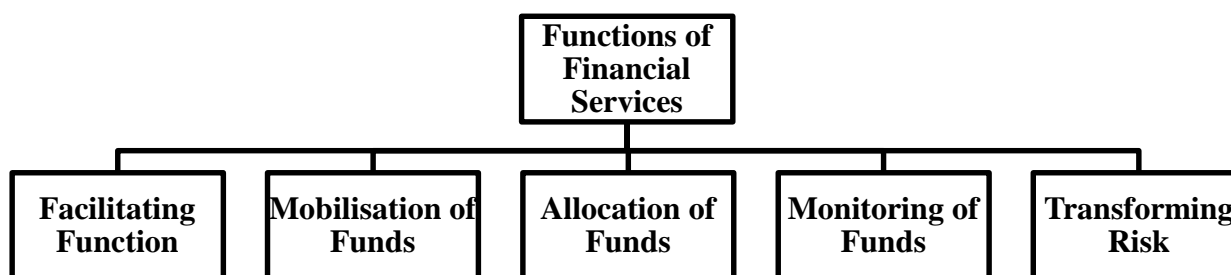 Functions of
Financial
Services
Facilitating
Function
Mobilisation of
Funds
Allocation of
Funds
Monitoring of
Funds
Transforming
Risk